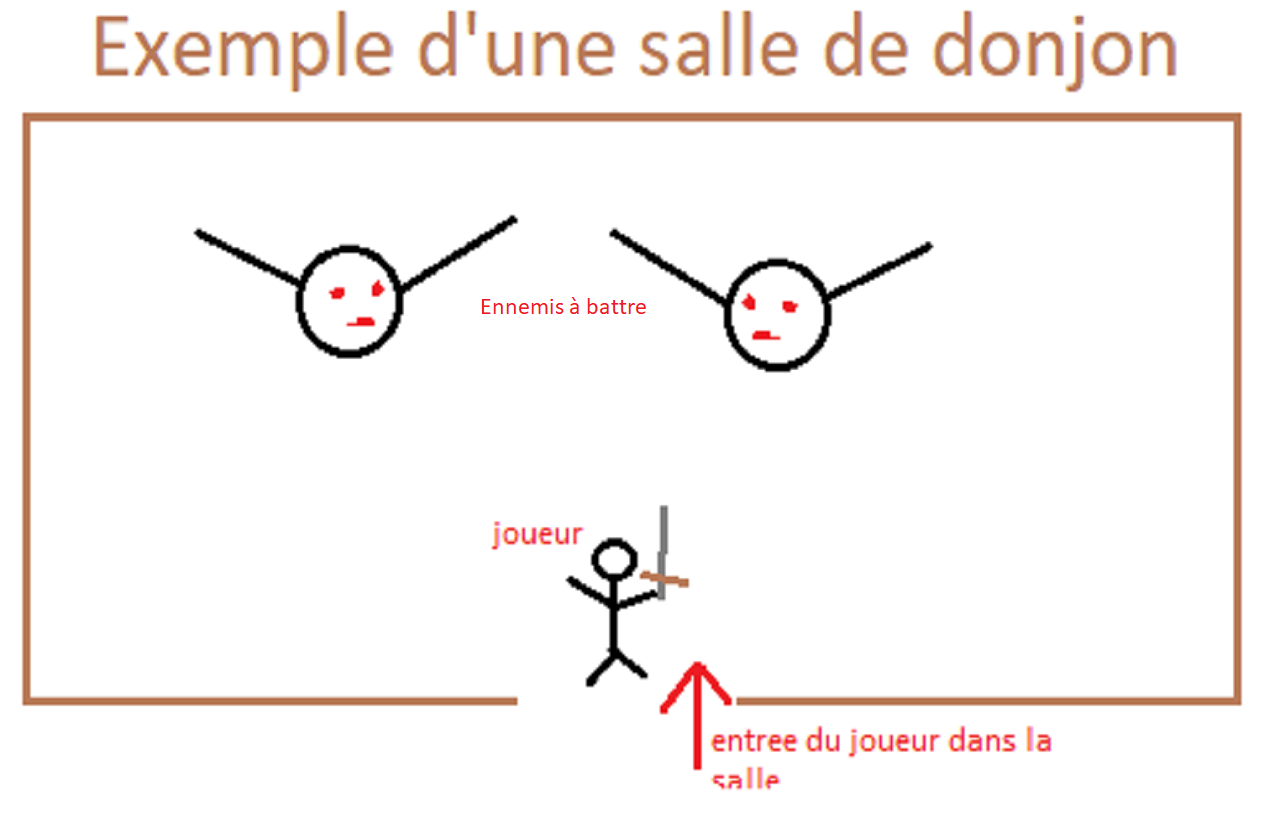 Exemple d'une salle de donjon
Ennemis à battre
joueur
entree du joueur dans la
salle